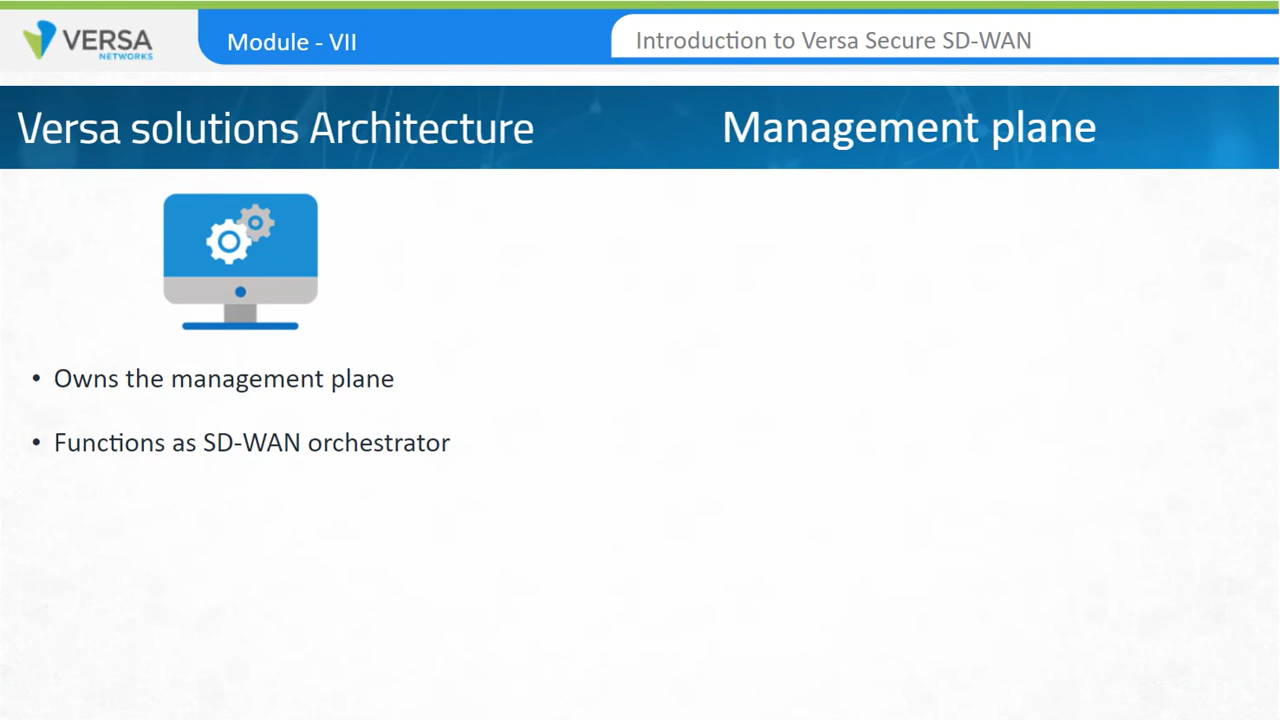 VERSA
NETWORKS
Module - VII
Introduction to Versa Secure SD-WAN
Versa solutions Architecture
Management plane
• Owns the management plane
• Functions as SD-WAN orchestrator